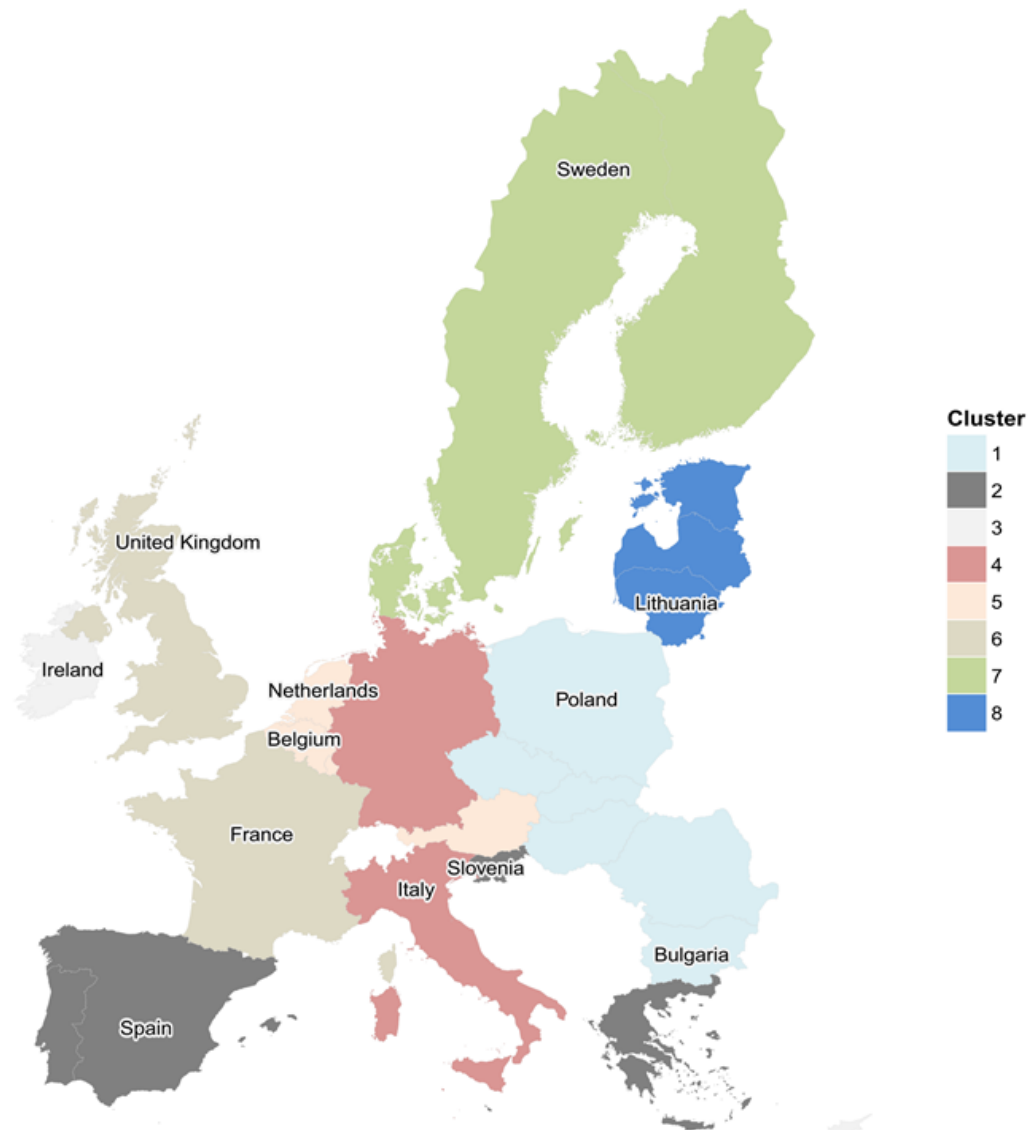 Sweden
Cluster
1
2
3
4
5
6
7
8
United Kingdom
Lithuania
Ireland
Netherlands
Poland
Belgium
France
Slovenia
Italy
Bulgaria
Spain